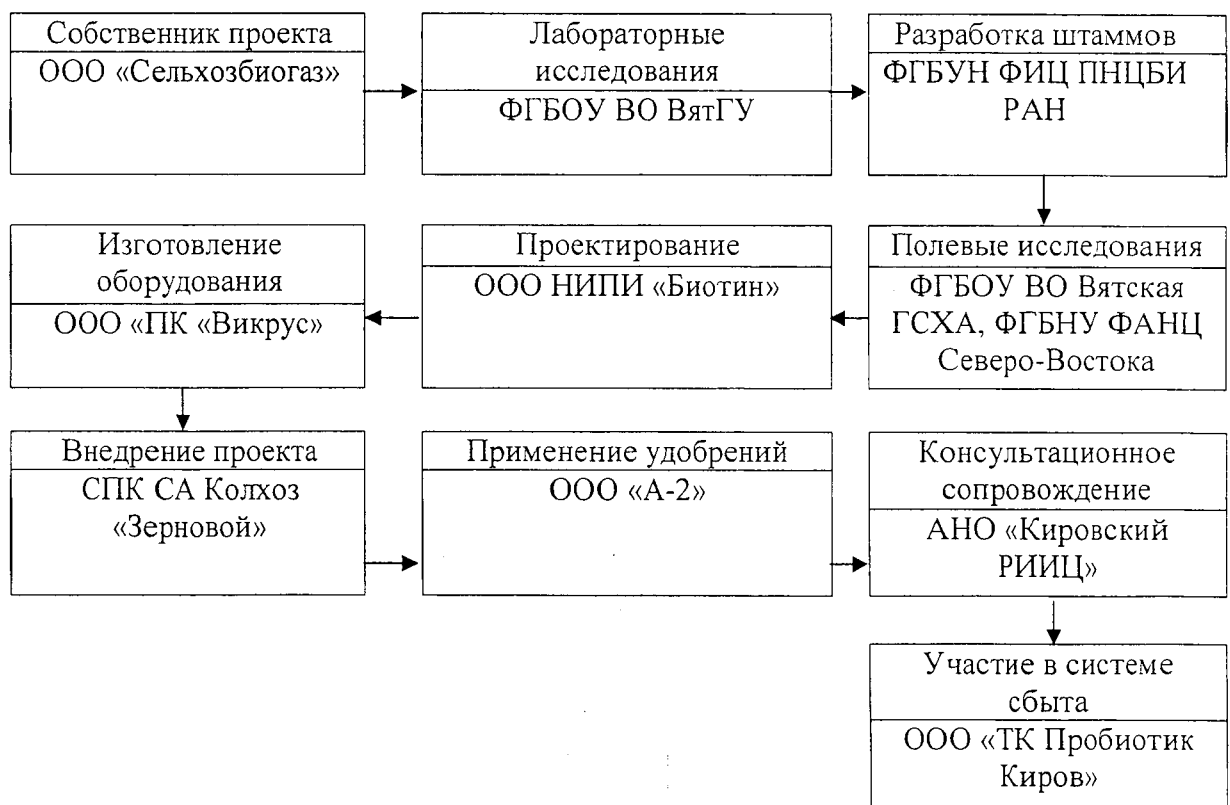 Собственник проекта
ООО «Сельхозбиогаз»
Лабораторные
исследования
ФГБОУ ВО ВятГУ
Разработка штаммов
ФГБУН ФИЦ ПНЦБИ
РАН
Полевые исследования
ФГБОУ ВО Вятская
ГСХА, ФГБНУ ФАНЦ
Северо-Востока
Проектирование
ООО НИПИ «Биотин»
Изготовление
оборудования
ООО «ПК «Викрус»
Внедрение проекта
СПК СА Колхоз
«Зерновой»
Применение удобрений
ООО «А-2»
Консультационное
сопровождение
АНО «Кировский
РИИЦ»
Участие в системе
сбыта
ООО «ТК Пробиотик
Киров»